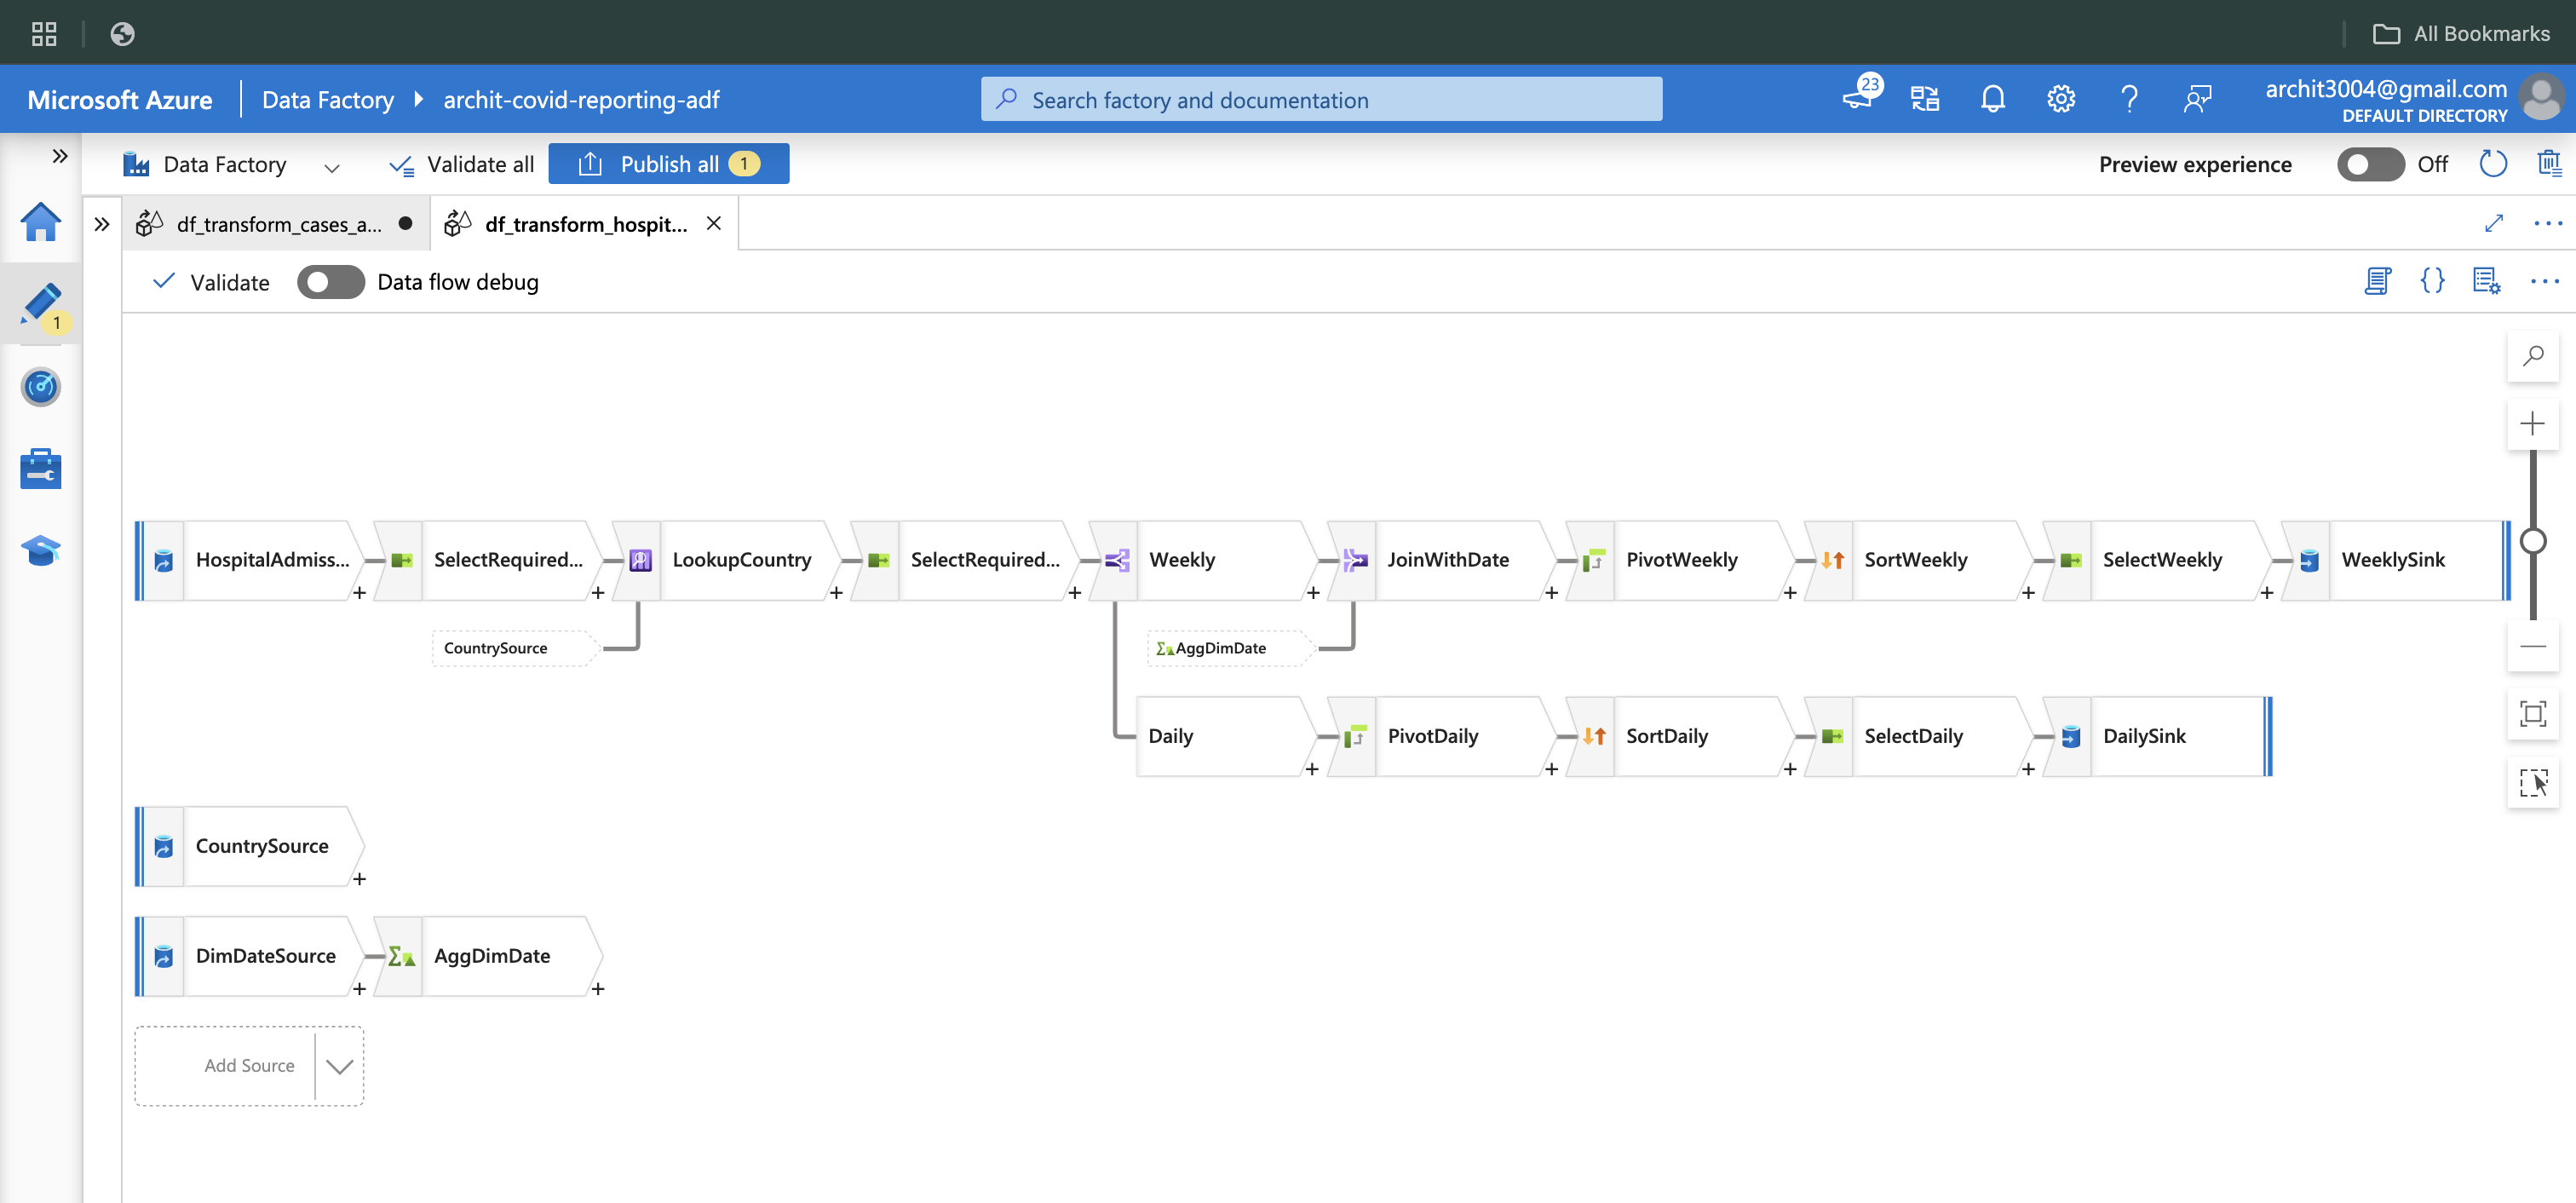 All Bookmarks
Microsoft Azure
Data Factory
archit-covid-reporting-adf
Search factory and documentation
23
archit3004@gmail.com
DEFAULT DIRECTORY
Data Factory
Validate all
Publish all 1
Preview experience
Off
df_transform_cases_a...
df_transform_hospit...
1
Validate
Data flow debug
HospitalAdmiss...
SelectRequired...
LookupCountry
SelectRequired...
Weekly
JoinWithDate
PivotWeekly
SortWeekly
SelectWeekly
WeeklySink
CountrySource
AggDimDate
Daily
PivotDaily
SortDaily
SelectDaily
DailySink
CountrySource
DimDateSource
AggDimDate
Add Source